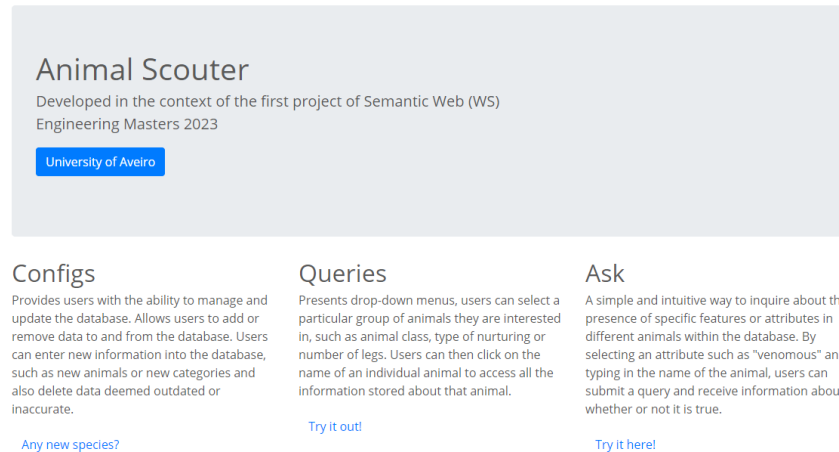 Animal Scouter
Developed in the context of the first project of Semantic Web (WS)
Engineering Masters 2023
University of Aveiro
Configs
Provides users with the ability to manage and
update the database. Allows users to add or
remove data to and from the database. Users
can enter new information into the database,
such as new animals or new categories and
also delete data deemed outdated or
inaccurate.
Any new species?
Queries
Presents drop-down menus, users can select a
particular group of animals they are interested
in, such as animal class, type of nurturing or
number of legs. Users can then click on the
name of an individual animal to access all the
information stored about that animal.
Try it out!
Ask
A simple and intuitive way to inquire about th
presence of specific features or attributes in
different animals within the database. By
selecting an attribute such as "venomous" an
typing in the name of the animal, users can
submit a query and receive information abou
whether or not it is true.
Try it here!